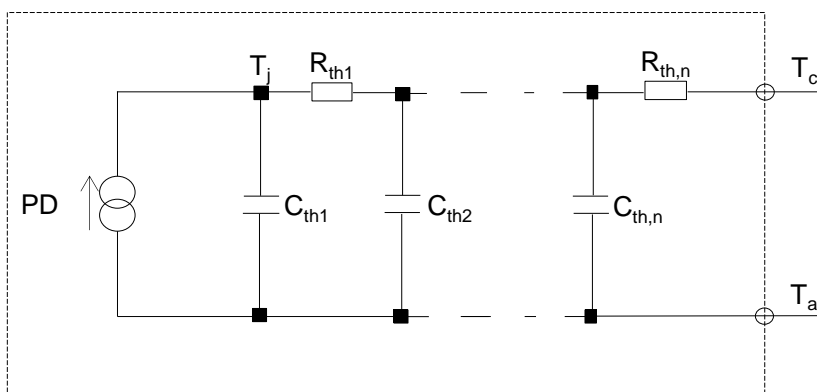 T_j
R_th1
R_th,n
T_c
PD
C_th1
C_th2
C_th,n
T_a